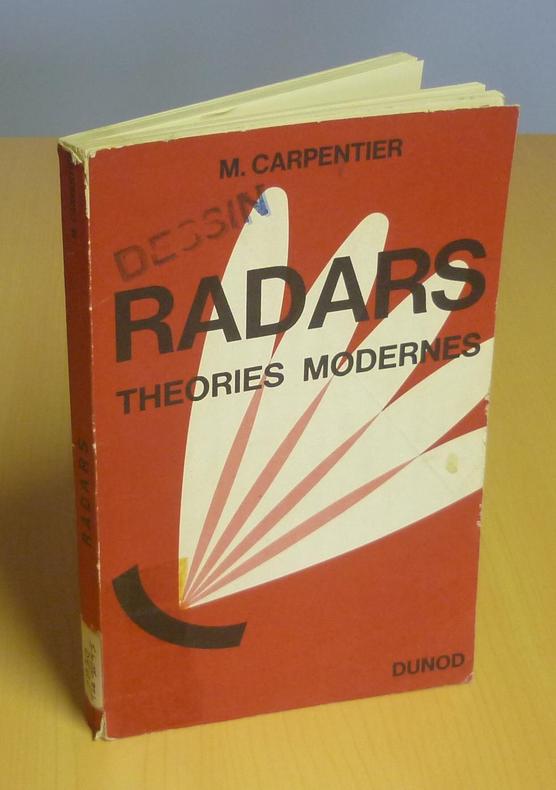 M. CARPENTIER
DESSIN
RADARS
THEORIES MODERNES
DUNOD
RADARS